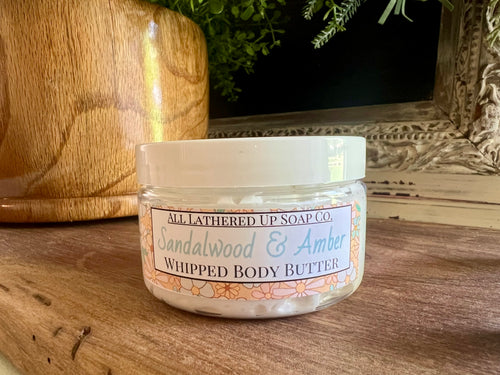 All Lathered Up Soap Co.
Sandalwood & Amber
Whipped Body Butter